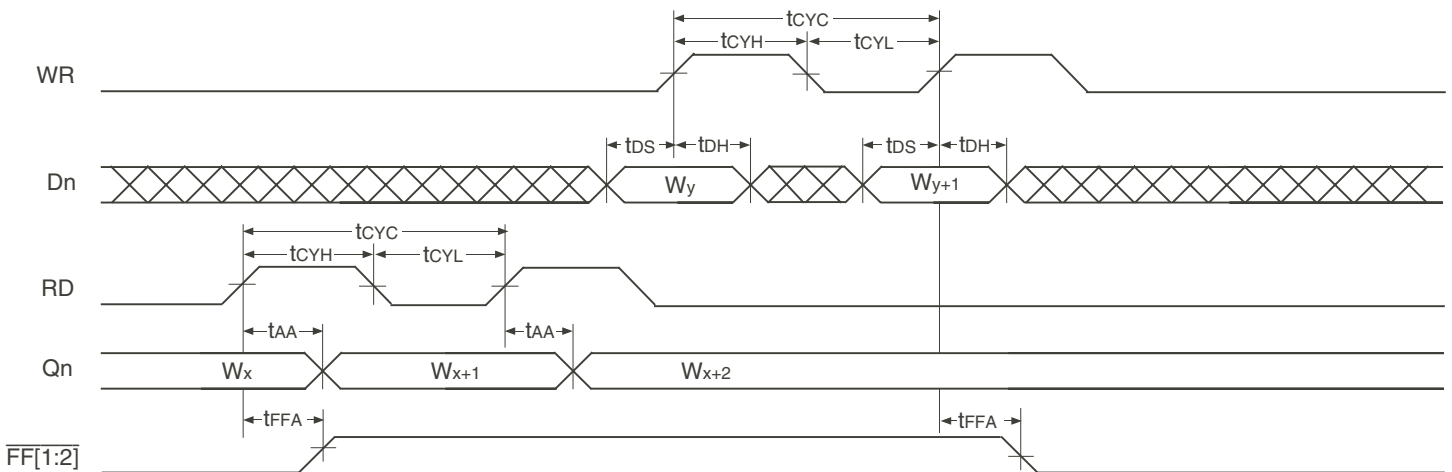 tCYC
tCYH tCYL
WR
tDS tDH tDS tDH
Dn Wy Wy+1
tCYC
tCYH tCYL
RD
tAA tAA
Qn Wx Wx+1 Wx+2
tFFA tFFA
FF[1:2]